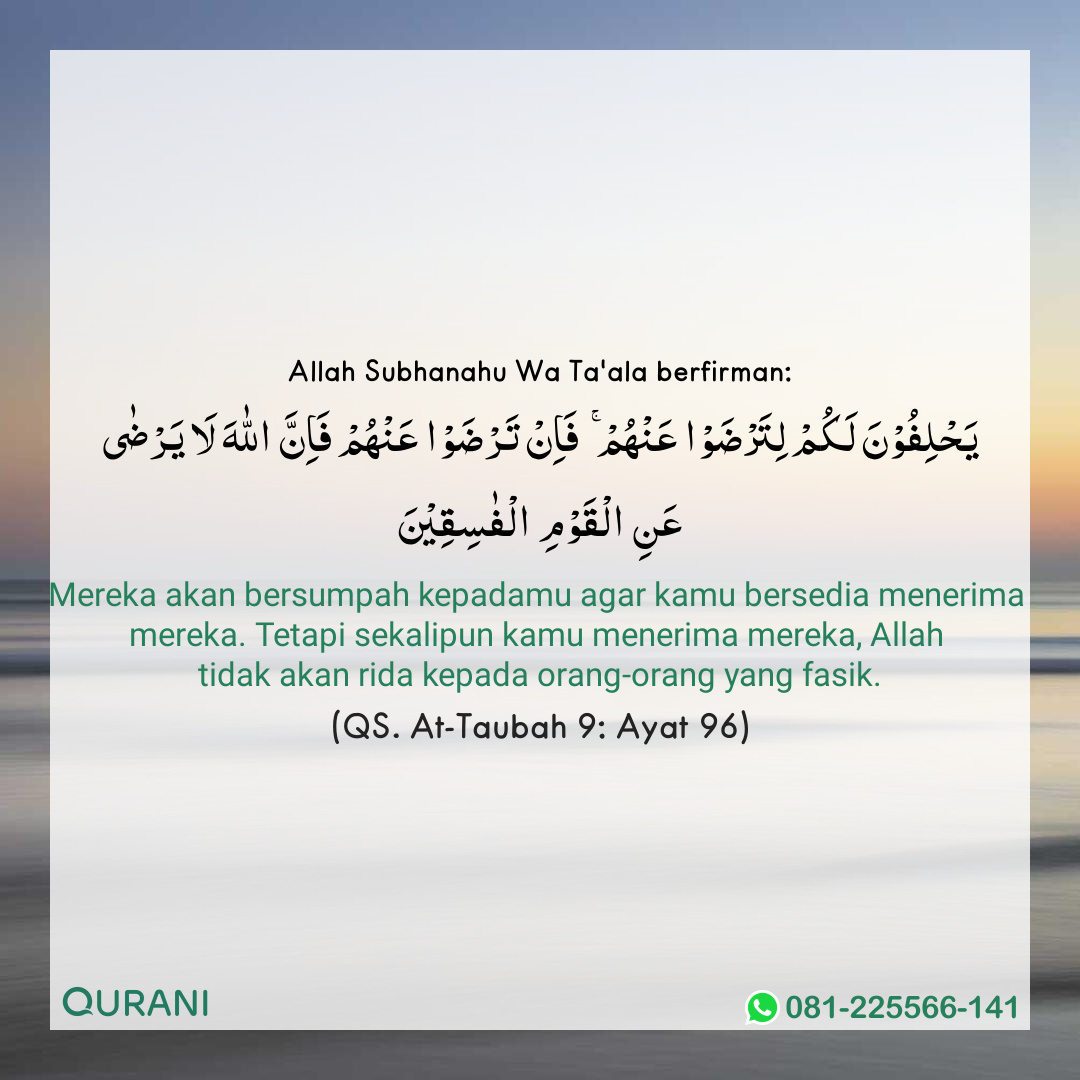 Allah Subhanahu Wa Ta'ala berfirman:
يَحْلِفُوْنَ لَـكُمْ لِتَرْضَوْا عَنْهُمْ ۚ فَاِنْ تَرْضَوْا عَنْهُمْ فَاِنَّ اللّٰهَ لَا يَرْضٰى
عَنِ الْقَوْمِ الْفٰسِقِيْنَ
Mereka akan bersumpah kepadamu agar kamu bersedia menerima
mereka. Tetapi sekalipun kamu menerima mereka, Allah
tidak akan rida kepada orang-orang yang fasik.
(QS. At-Taubah 9: Ayat 96)
QURANI
081-225566-141